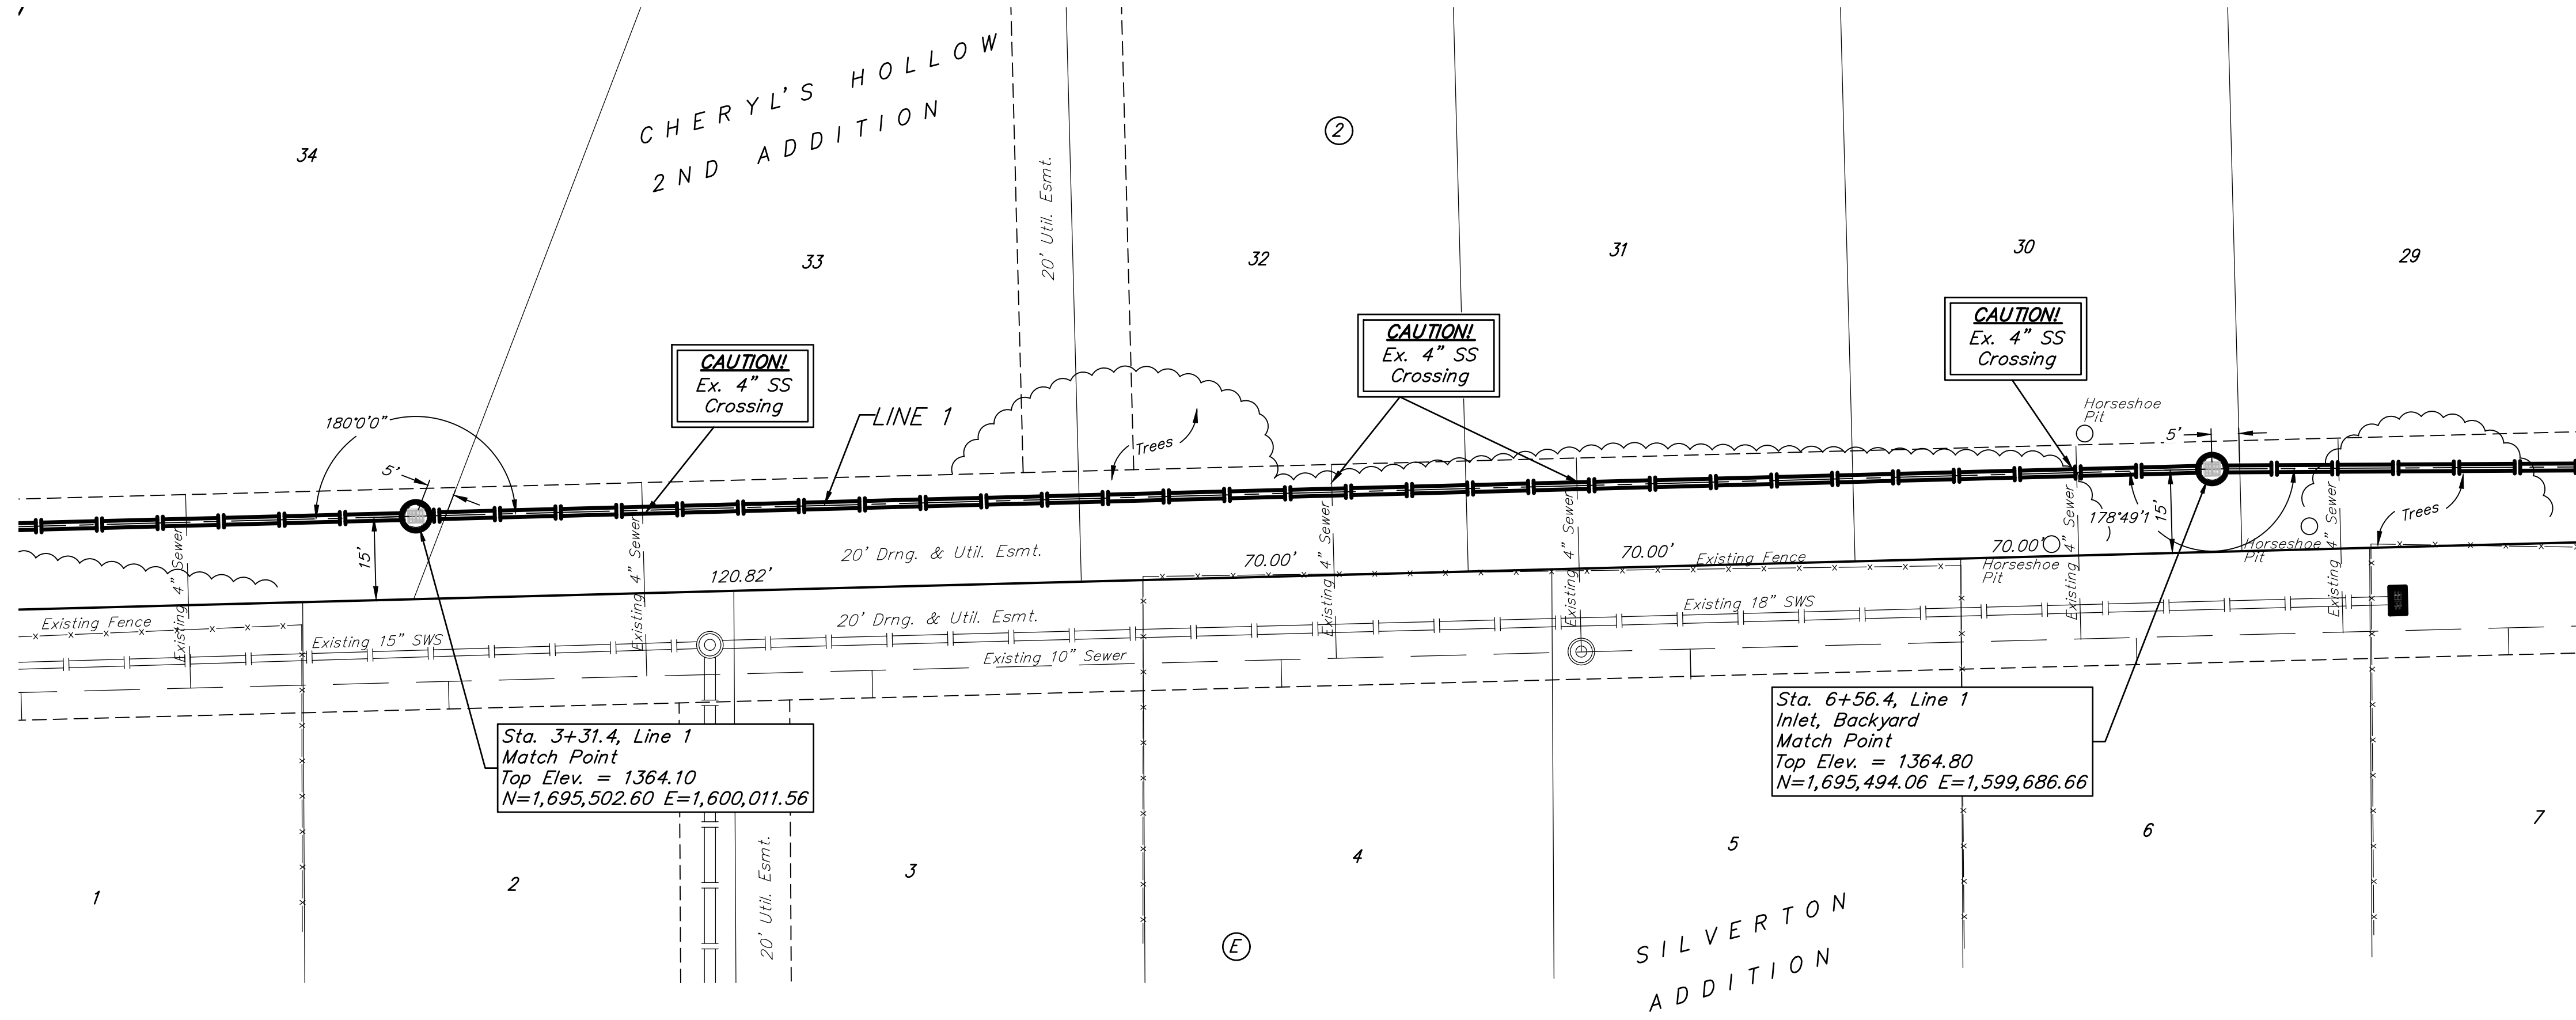 CHERYL'S HOLLOW
2ND ADDITION
34
33
20' Util. Esmt.
2
32
31
30
29
CAUTION!
Ex. 4" SS
Crossing
CAUTION!
Ex. 4" SS
Crossing
CAUTION!
Ex. 4" SS
Crossing
LINE 1
180°0'0"
5'
15'
Trees
Horseshoe
Pit
5'
178°49'1
15'
Trees
Horseshoe
Pit
Horseshoe
Pit
Existing 4" Sewer
Existing 4" Sewer
Existing 4" Sewer
Existing 4" Sewer
Existing 4" Sewer
Existing 4" Sewer
20' Drng. & Util. Esmt.
120.82'
70.00'
70.00'
Existing Fence
70.00'
Existing Fence
Existing 15" SWS
20' Drng. & Util. Esmt.
Existing 10" Sewer
Existing 18" SWS
Sta. 3+31.4, Line 1
Match Point
Top Elev. = 1364.10
N=1,695,502.60 E=1,600,011.56
Sta. 6+56.4, Line 1
Inlet, Backyard
Match Point
Top Elev. = 1364.80
N=1,695,494.06 E=1,599,686.66
1
2
20' Util. Esmt.
3
4
5
6
7
E
SILVERTON
ADDITION